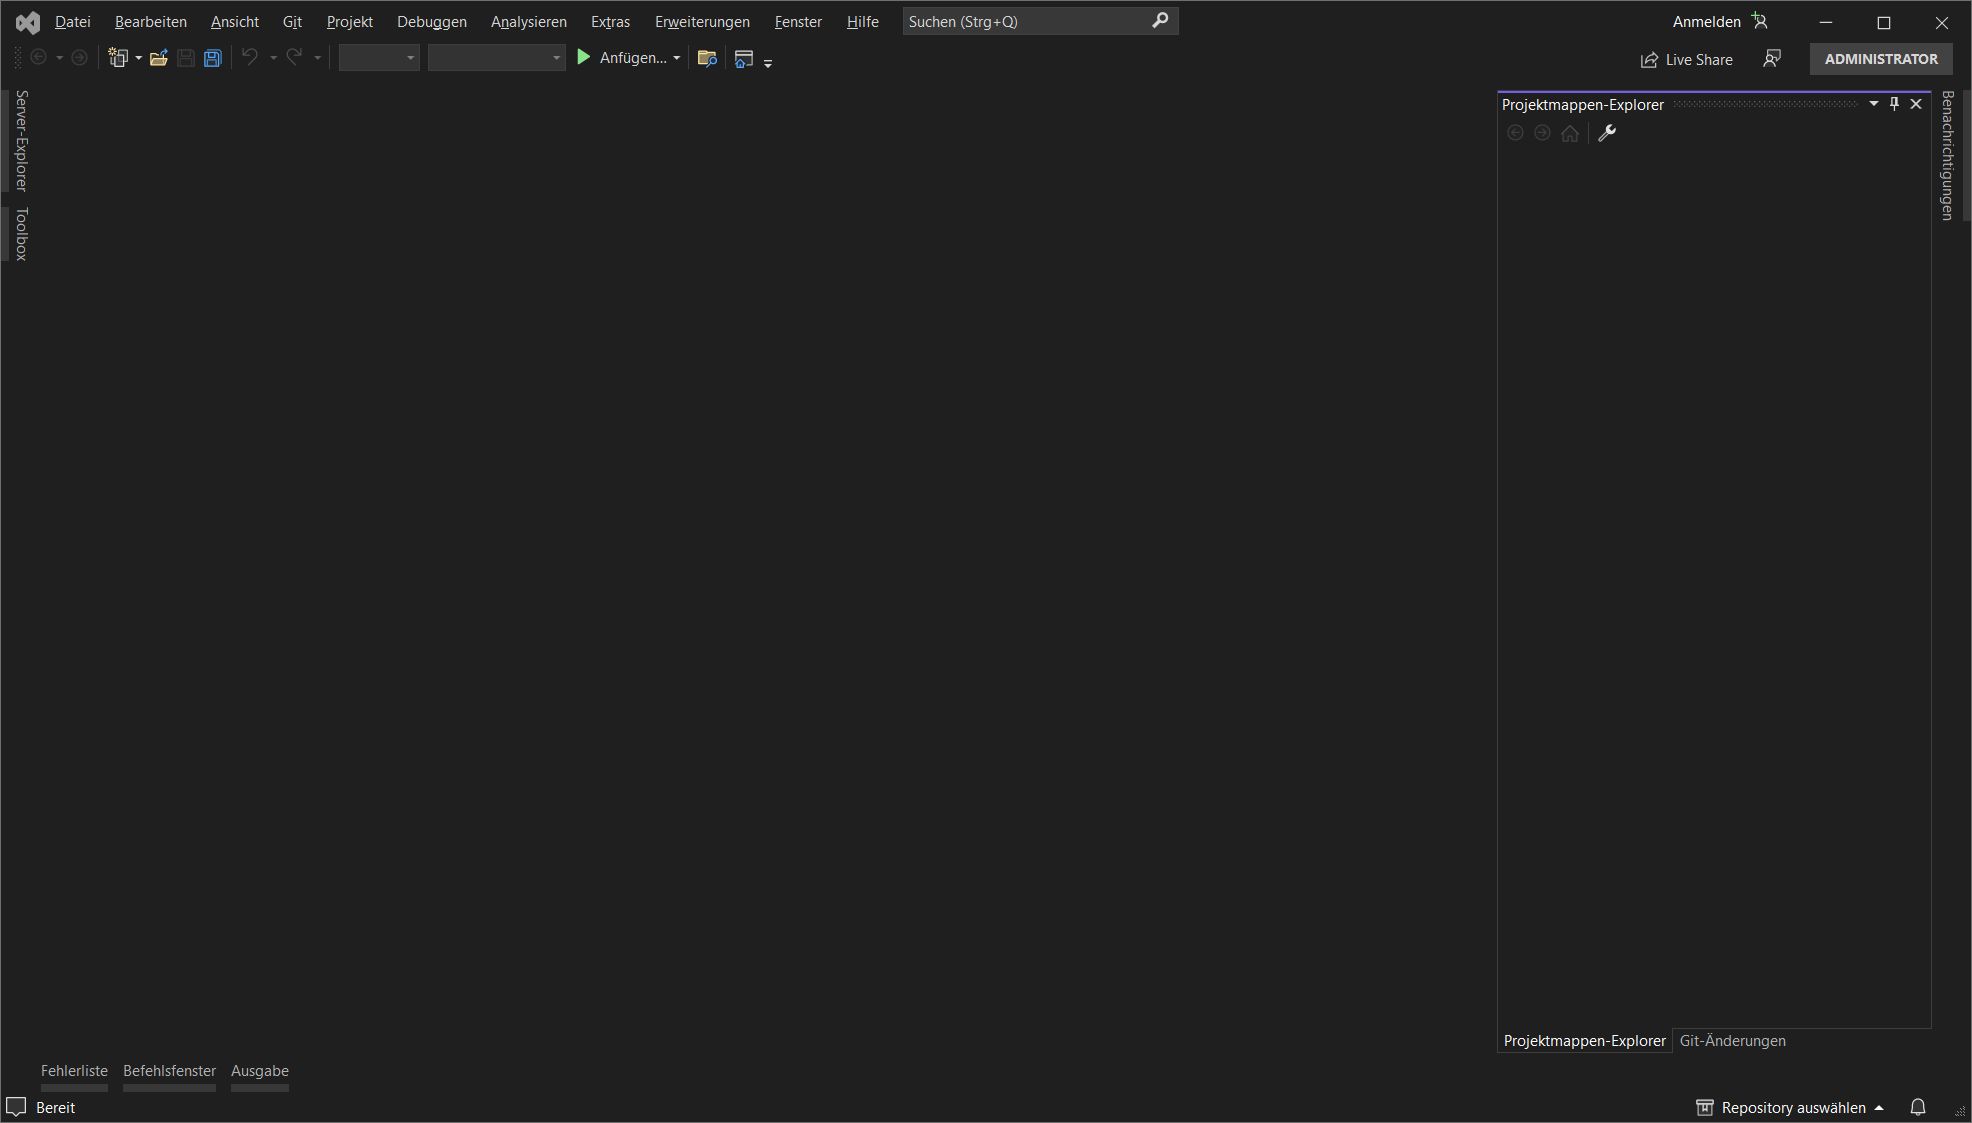 Datei Bearbeiten Ansicht Git Projekt Debuggen Analysieren Extras Erweiterungen Fenster Hilfe Suchen (Strg+Q) Anmelden
Anfügen... Live Share ADMINISTRATOR
Server-Explorer
Toolbox
Projektmappen-Explorer
Benachrichtigungen
Projektmappen-Explorer Git-Änderungen
Fehlerliste Befehlsfenster Ausgabe
Bereit Repository auswählen